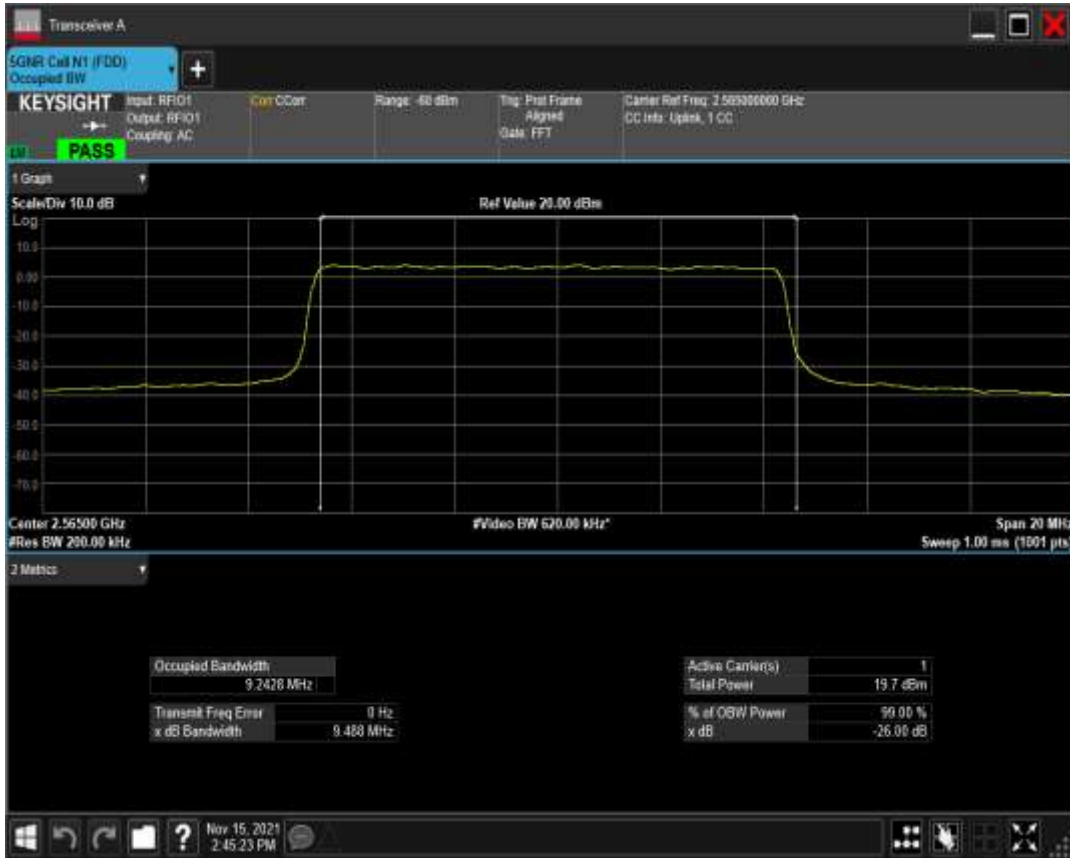 Transceiver A
5GNR Cell N1 (FDD)
Occupied BW
KEYSIGHT
Input: RFIO1
Output: RFIO1
Coupling: AC
Corr CCorr
Range: -60 dBm
Trig: Prot Frame
Aligned
Gate: FFT
Carrier Ref Freq: 2.565000000 GHz
CC Info: Uplink, 1 CC
PASS
1 Graph
Scale/Div 10.0 dB
Ref Value 20.00 dBm
Log
10.0
0.00
-10.0
-20.0
-30.0
-40.0
-50.0
-60.0
-70.0
Center 2.56500 GHz
#Video BW 620.00 kHz*
Span 20 MHz
#Res BW 200.00 kHz
Sweep 1.00 ms (1001 pts)
2 Metrics
Occupied Bandwidth
9.2428 MHz
Transmit Freq Error 0 Hz
x dB Bandwidth 9.488 MHz
Active Carrier(s) 1
Total Power 19.7 dBm
% of OBW Power 99.00 %
x dB -26.00 dB
Nov 15, 2021
2:45:23 PM